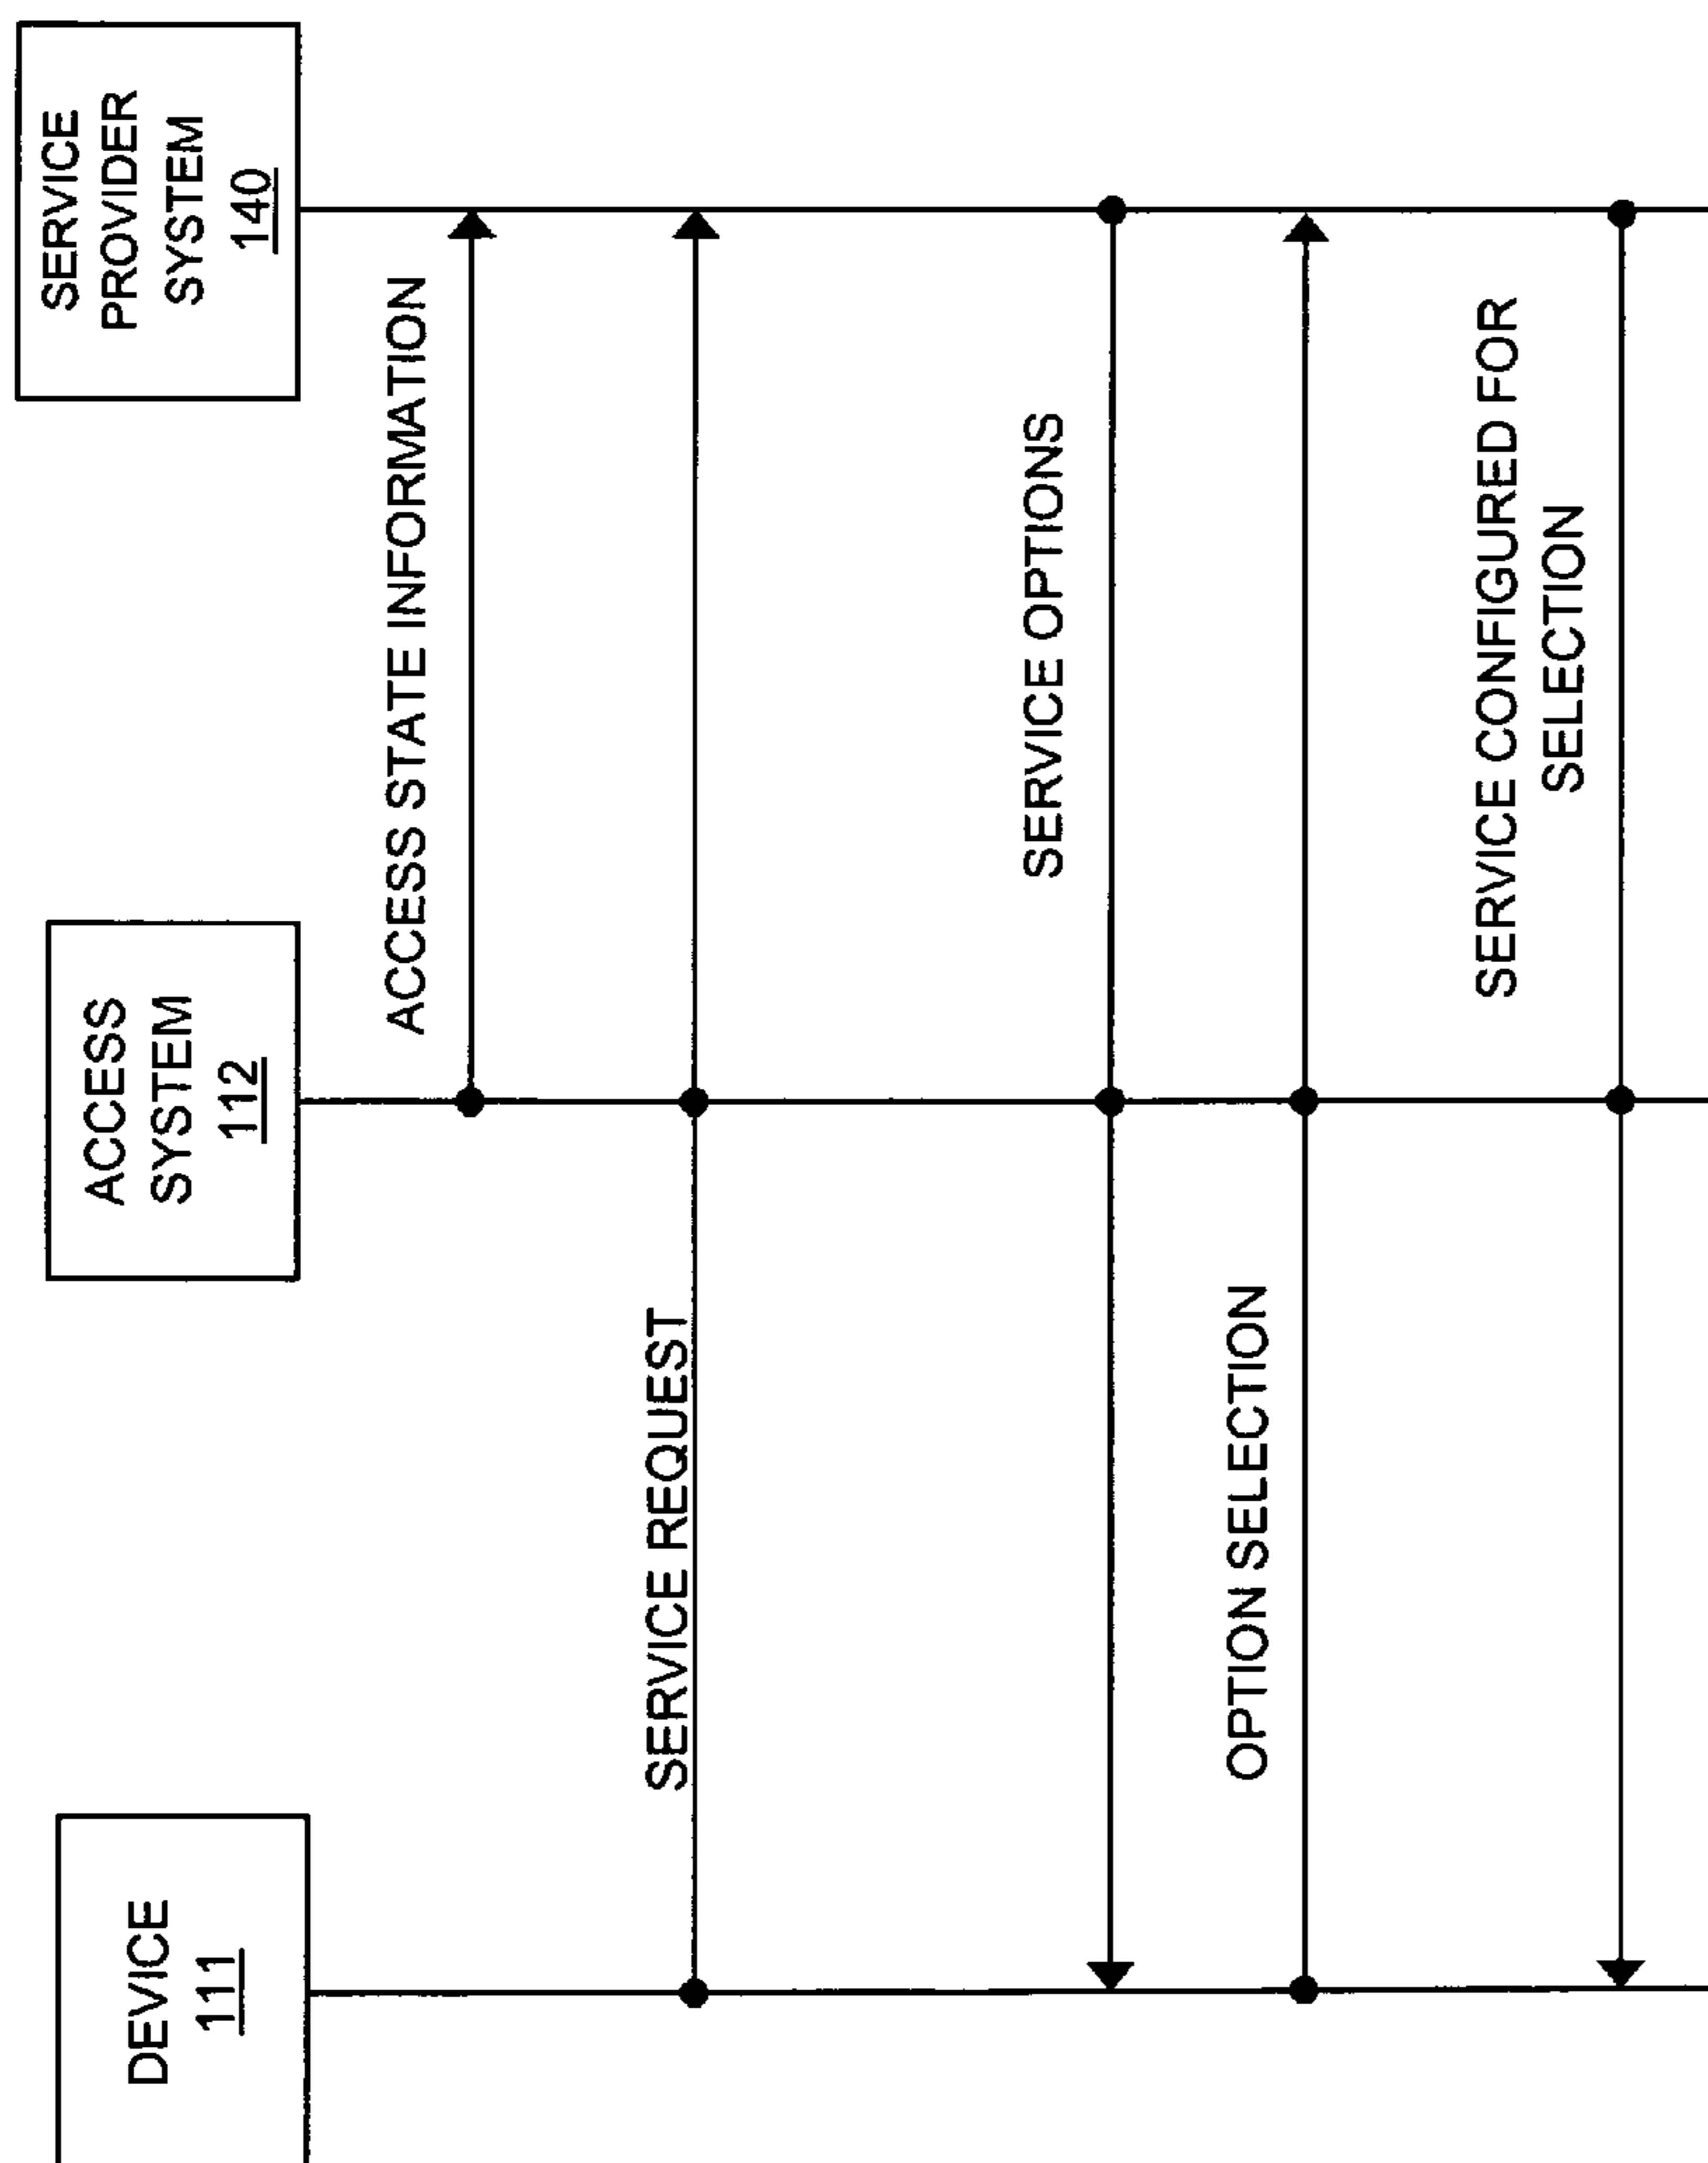 DEVICE
111
ACCESS
SYSTEM
112
SERVICE
PROVIDER
SYSTEM
140
ACCESS STATE INFORMATION
SERVICE REQUEST
SERVICE OPTIONS
OPTION SELECTION
SERVICE CONFIGURED FOR
SELECTION